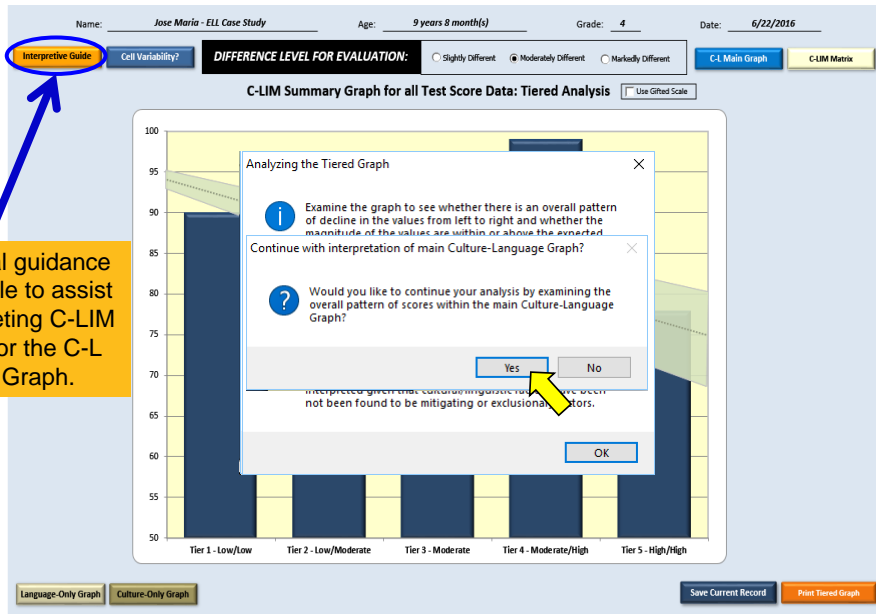 Name: Jose Maria - ELL Case Study Age: 9 years 8 month(s) Grade: 4 Date: 6/22/2016
Interpretive Guide Cell Variability? DIFFERENCE LEVEL FOR EVALUATION: Slightly Different Moderately Different Markedly Different C-L Main Graph C-LIM Matrix
C-LIM Summary Graph for all Test Score Data: Tiered Analysis Use Gifted Scale
100
95
90
85
80
75
70
65
60
55
50
Analyzing the Tiered Graph
Examine the graph to see whether there is an overall pattern
of decline in the values from left to right and whether the
magnitude of the values are within or above the expected
Continue with interpretation of main Culture-Language Graph?
Would you like to continue your analysis by examining the
overall pattern of scores within the main Culture-Language
Graph?
Yes No
not been found to be mitigating or exclusionary factors.
OK
al guidance
le to assist
eting C-LIM
or the C-L
Graph.
Tier 1 - Low/Low Tier 2 - Low/Moderate Tier 3 - Moderate Tier 4 - Moderate/High Tier 5 - High/High
Language-Only Graph Culture-Only Graph Save Current Record Print Tiered Graph